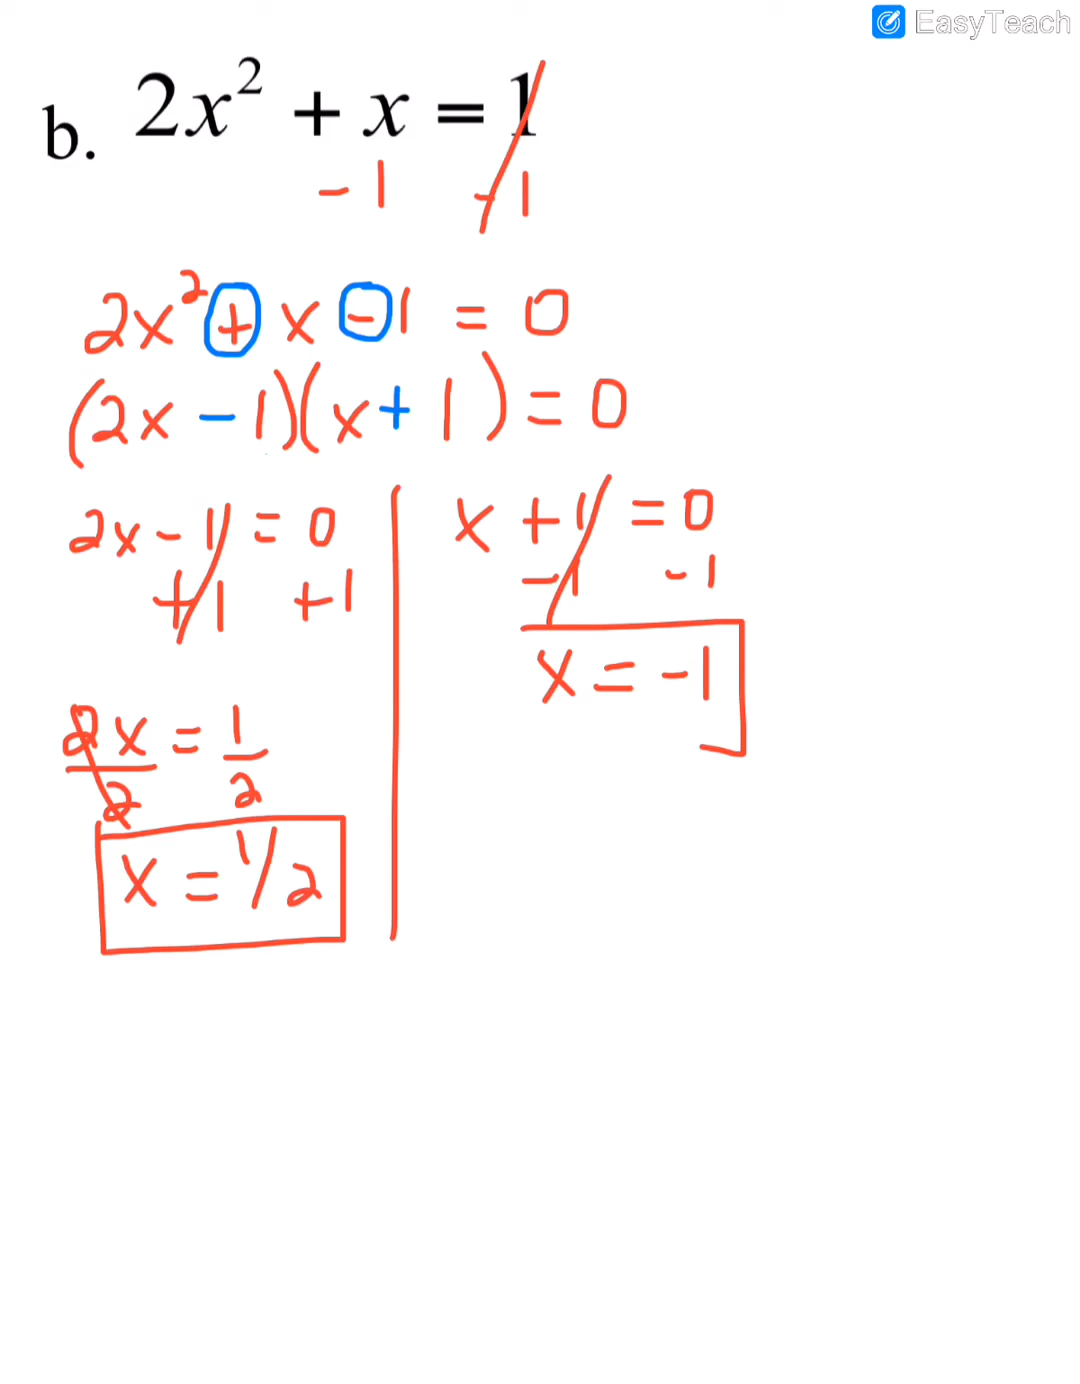 EasyTeach
b. 2x² + x = 1
- 1 - 1
2x² + x - 1 = 0
(2x - 1)(x + 1) = 0
2x - 1 = 0
+1 +1
2x/2 = 1/2
x = 1/2
x + 1 = 0
-1 -1
x = -1